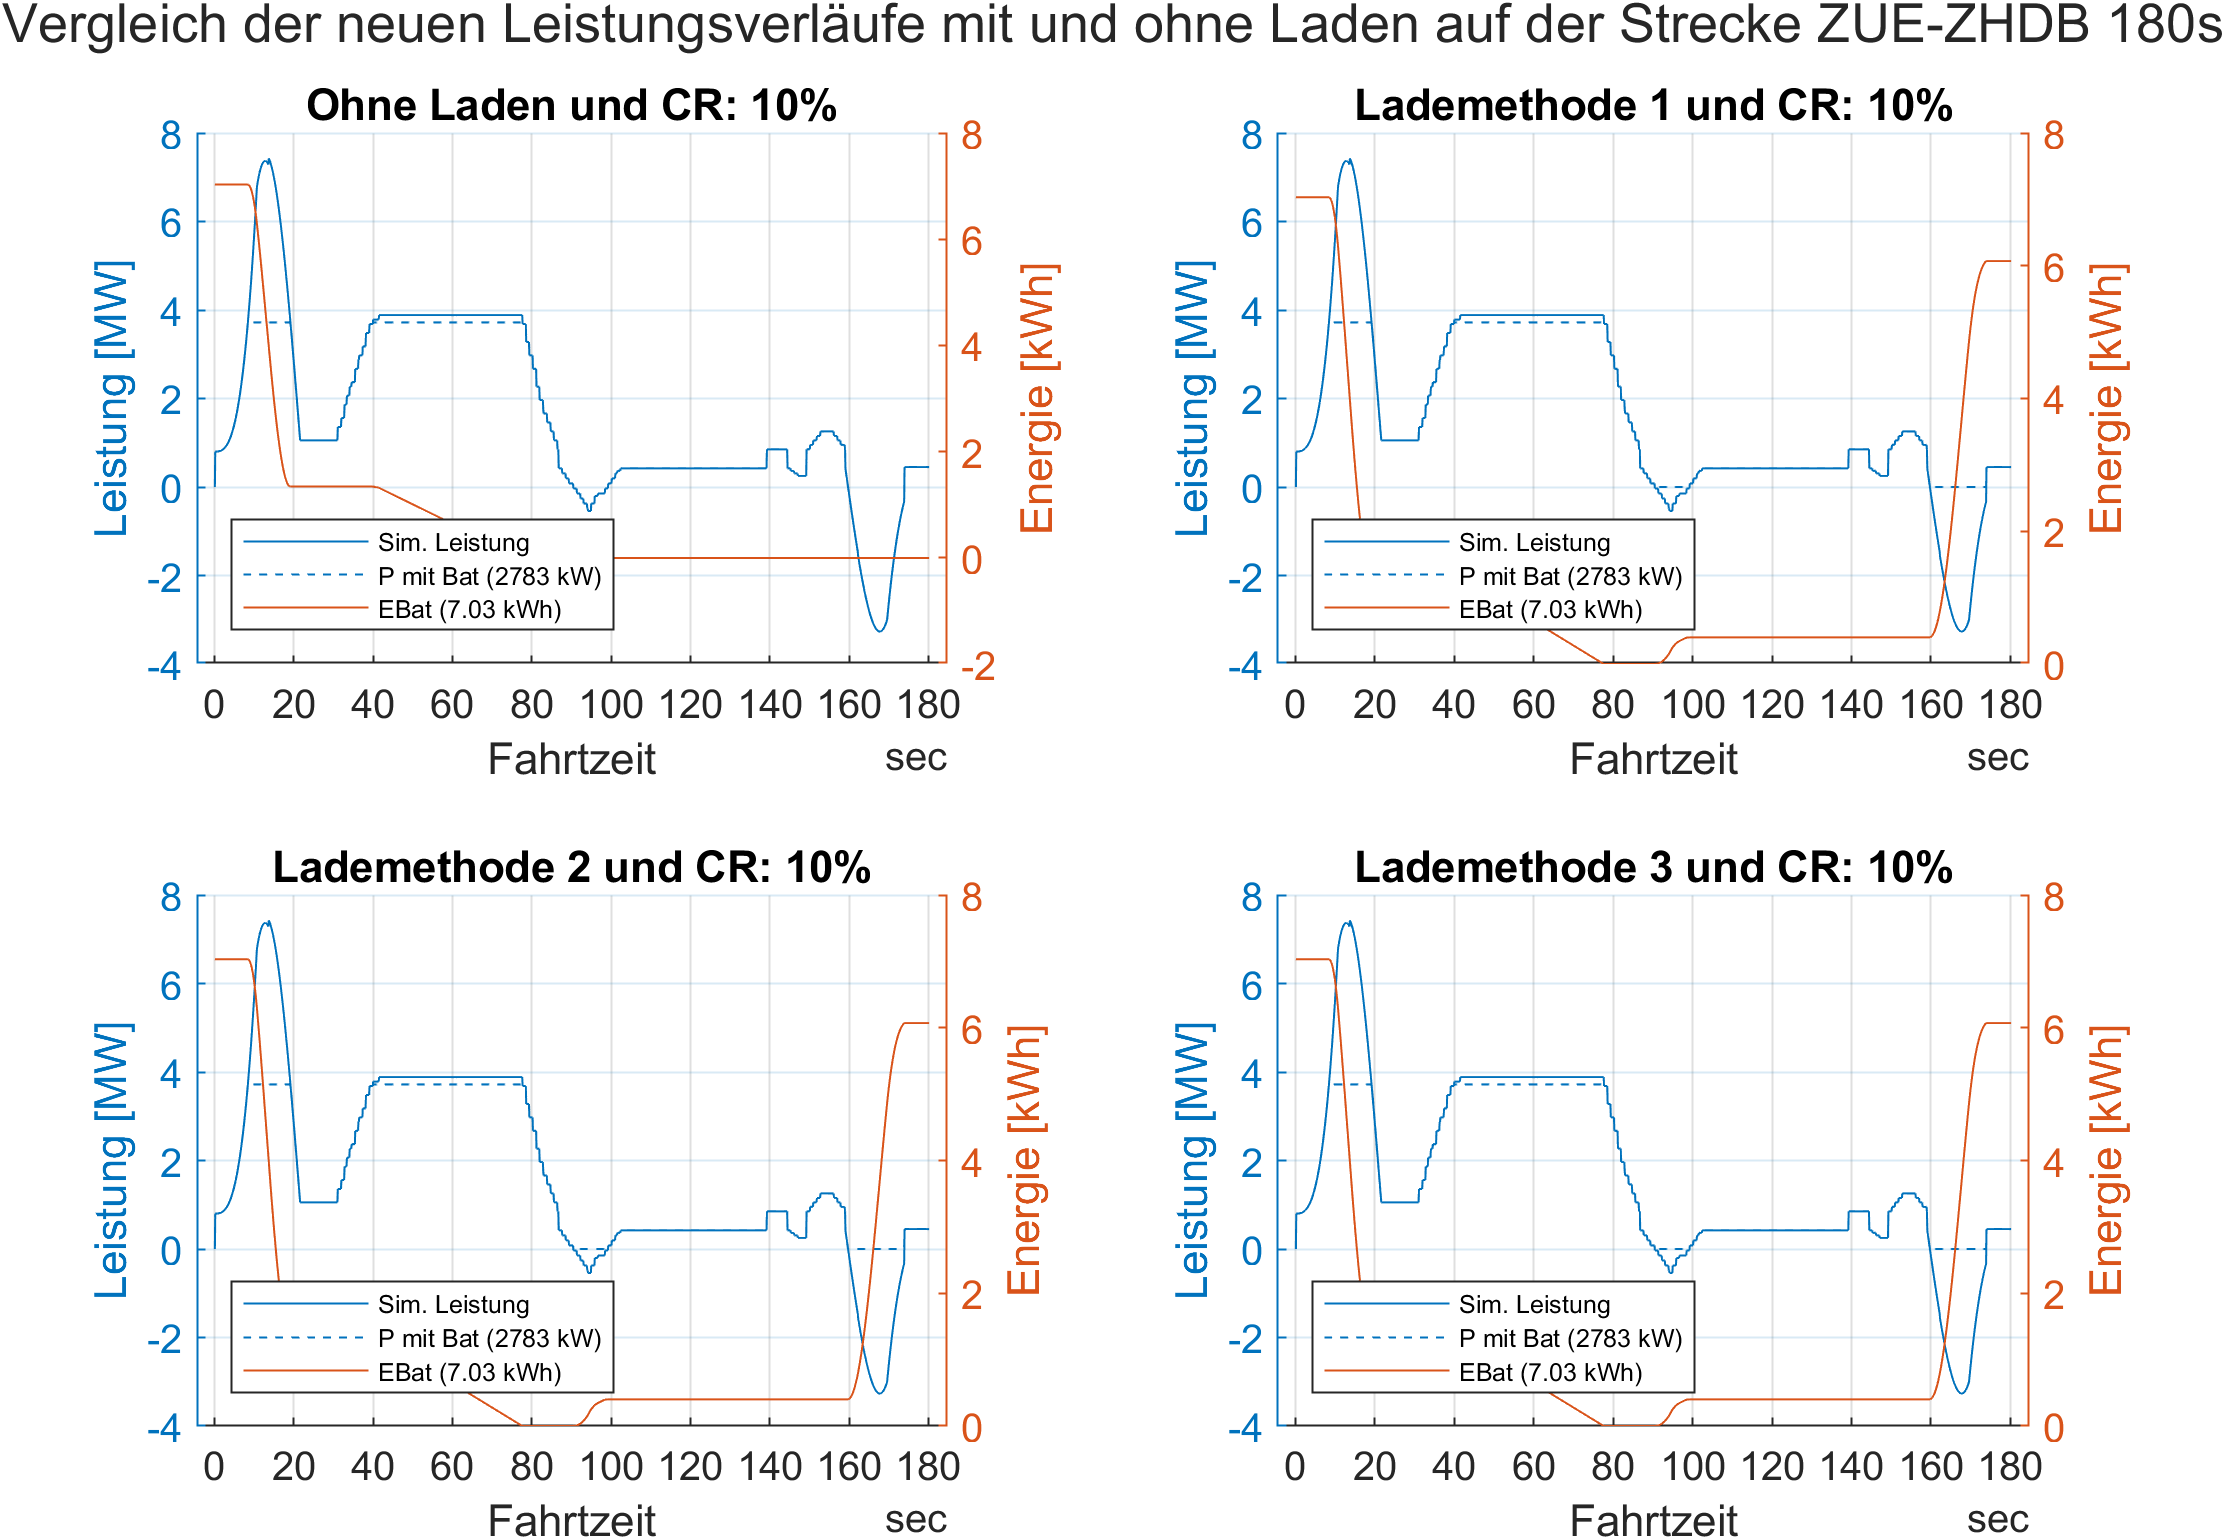 Vergleich der neuen Leistungsverläufe mit und ohne Laden auf der Strecke ZUE-ZHDB 180s
Ohne Laden und CR: 10%
8
6
4
2
0
-2
-4
Leistung [MW]
8
6
4
2
0
-2
Energie [kWh]
Sim. Leistung
P mit Bat (2783 kW)
EBat (7.03 kWh)
0 20 40 60 80 100 120 140 160 180
Fahrtzeit sec
Lademethode 1 und CR: 10%
8
6
4
2
0
-2
-4
Leistung [MW]
8
6
4
2
0
Energie [kWh]
Sim. Leistung
P mit Bat (2783 kW)
EBat (7.03 kWh)
0 20 40 60 80 100 120 140 160 180
Fahrtzeit sec
Lademethode 2 und CR: 10%
8
6
4
2
0
-2
-4
Leistung [MW]
8
6
4
2
0
Energie [kWh]
Sim. Leistung
P mit Bat (2783 kW)
EBat (7.03 kWh)
0 20 40 60 80 100 120 140 160 180
Fahrtzeit sec
Lademethode 3 und CR: 10%
8
6
4
2
0
-2
-4
Leistung [MW]
8
6
4
2
0
Energie [kWh]
Sim. Leistung
P mit Bat (2783 kW)
EBat (7.03 kWh)
0 20 40 60 80 100 120 140 160 180
Fahrtzeit sec